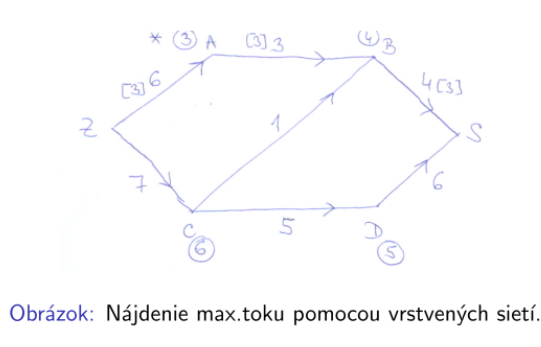 * (3) A [3] 3 (4) B
[3] 6 4 [3]
Z 1 S
7 6
C 5 D
(6) (5)
Obrázok: Nájdenie max.toku pomocou vrstvených sietí.